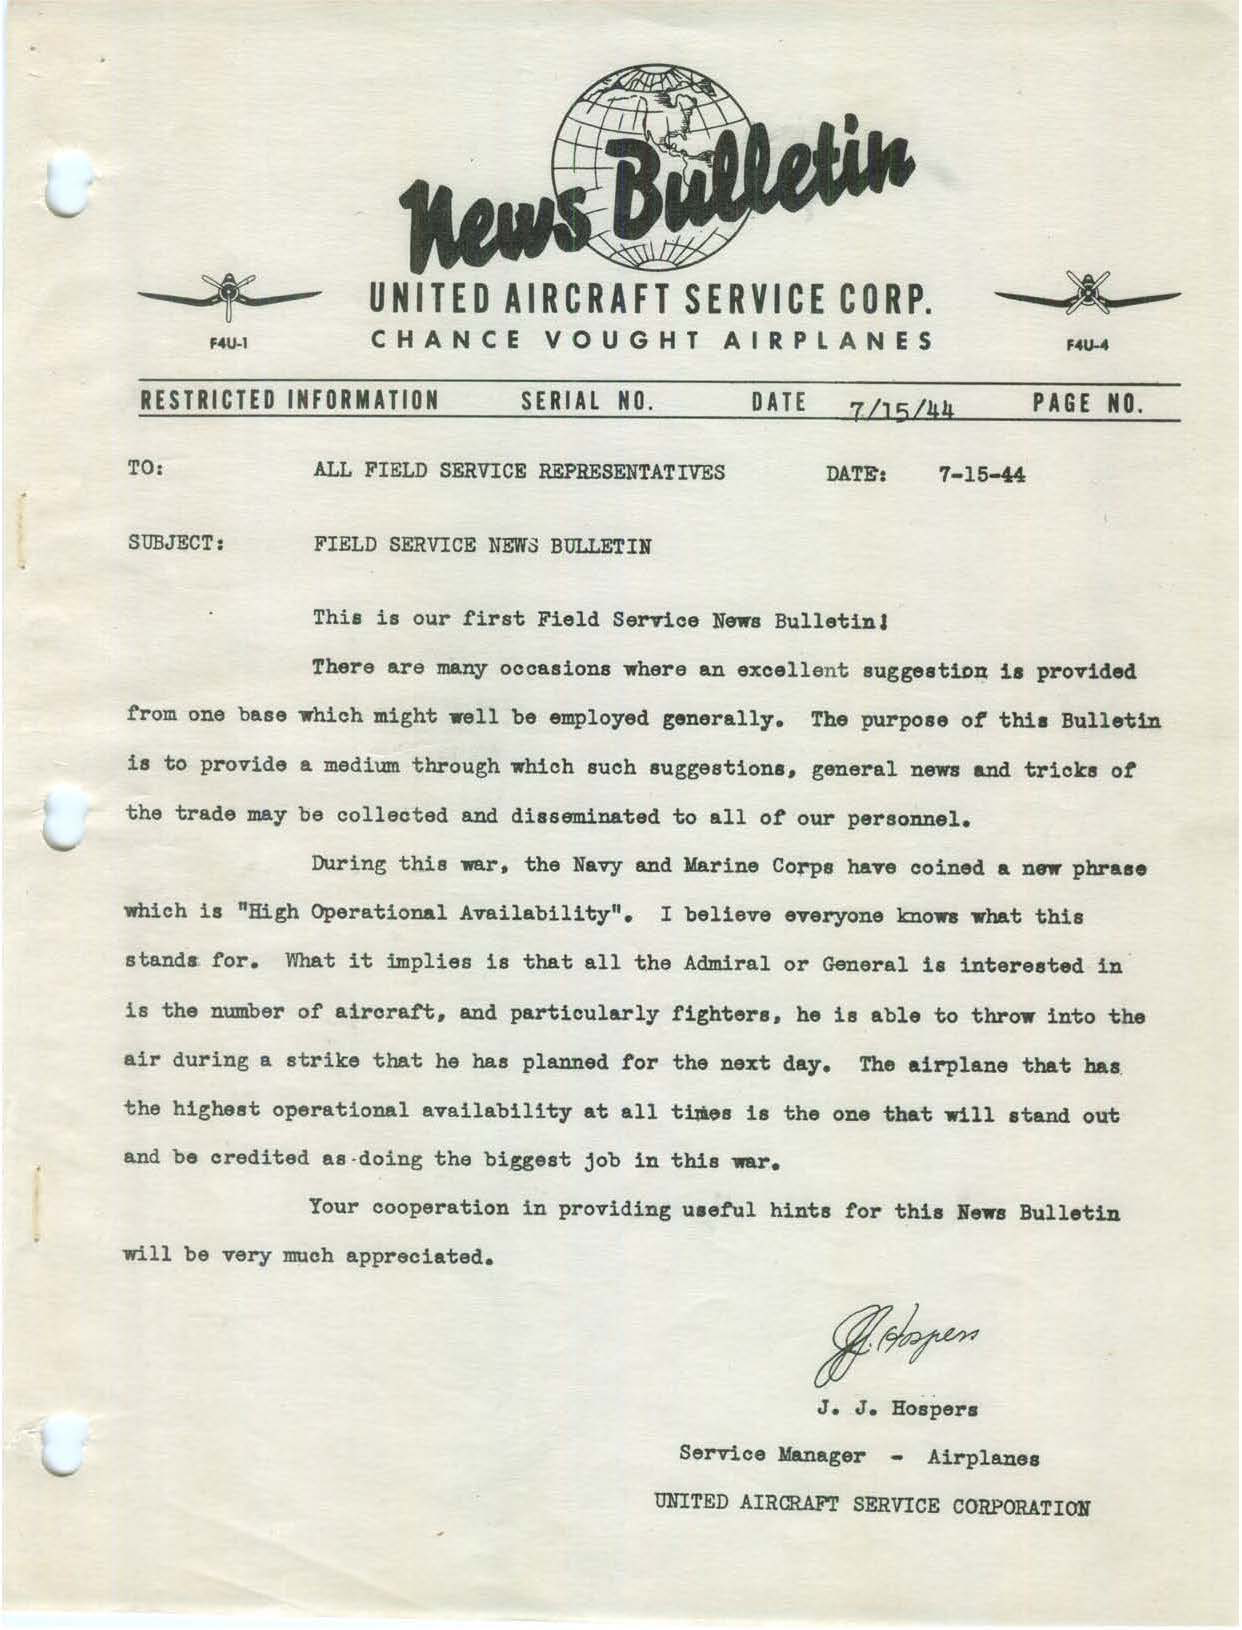 News Bulletin
UNITED AIRCRAFT SERVICE CORP.
CHANCE VOUGHT AIRPLANES
F4U-1
F4U-4
RESTRICTED INFORMATION SERIAL NO. DATE 7/15/44 PAGE NO.
TO: ALL FIELD SERVICE REPRESENTATIVES DATE: 7-15-44
SUBJECT: FIELD SERVICE NEWS BULLETIN
This is our first Field Service News Bulletin!
There are many occasions where an excellent suggestion is provided
from one base which might well be employed generally. The purpose of this Bulletin
is to provide a medium through which such suggestions, general news and tricks of
the trade may be collected and disseminated to all of our personnel.
During this war, the Navy and Marine Corps have coined a new phrase
which is "High Operational Availability". I believe everyone knows what this
stands for. What it implies is that all the Admiral or General is interested in
is the number of aircraft, and particularly fighters, he is able to throw into the
air during a strike that he has planned for the next day. The airplane that has
the highest operational availability at all times is the one that will stand out
and be credited as doing the biggest job in this war.
Your cooperation in providing useful hints for this News Bulletin
will be very much appreciated.
J.J. Hospers
J. J. Hospers
Service Manager - Airplanes
UNITED AIRCRAFT SERVICE CORPORATION